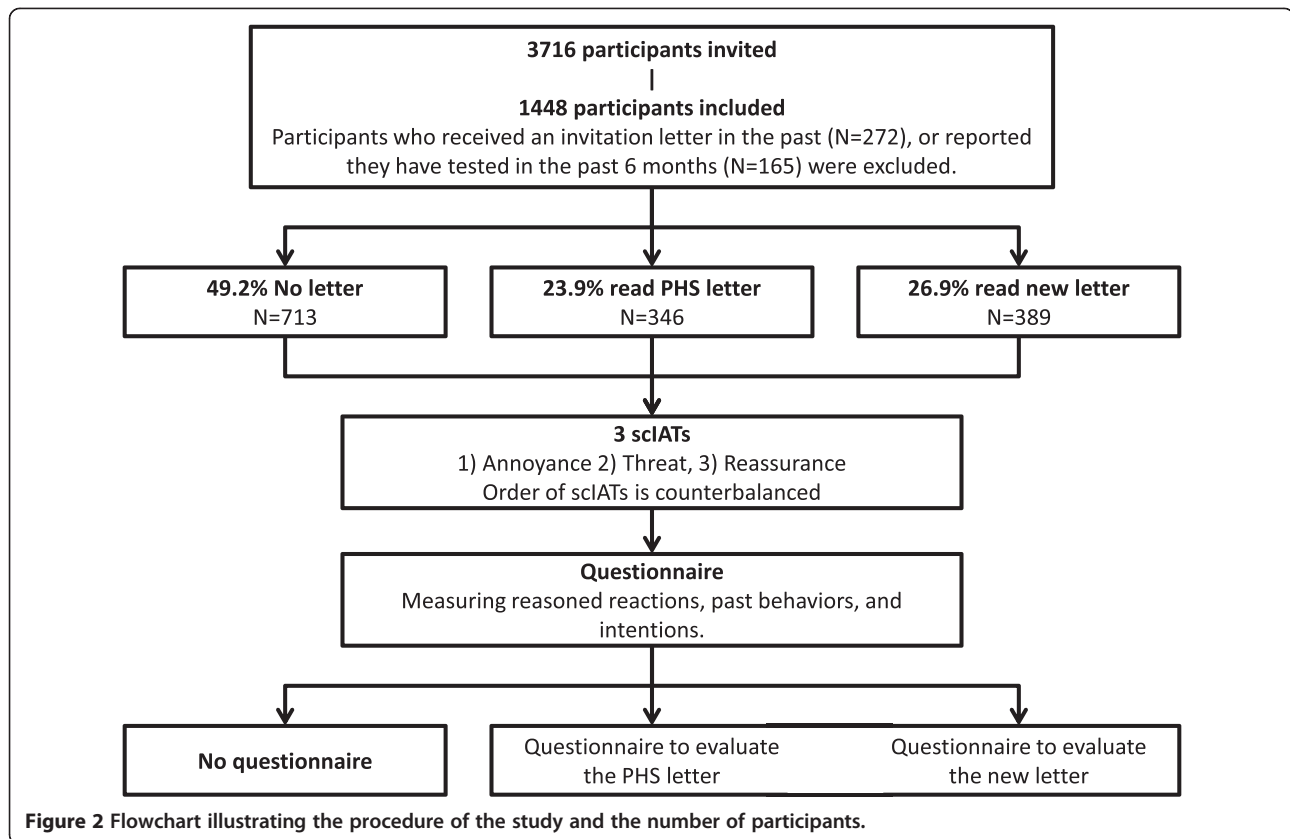 3716 participants invited
1448 participants included
Participants who received an invitation letter in the past (N=272), or reported
they have tested in the past 6 months (N=165) were excluded.
49.2% No letter
N=713
23.9% read PHS letter
N=346
26.9% read new letter
N=389
3 scIATs
1) Annoyance 2) Threat, 3) Reassurance
Order of scIATs is counterbalanced
Questionnaire
Measuring reasoned reactions, past behaviors, and
intentions.
No questionnaire
Questionnaire to evaluate
the PHS letter
Questionnaire to evaluate
the new letter
Figure 2 Flowchart illustrating the procedure of the study and the number of participants.